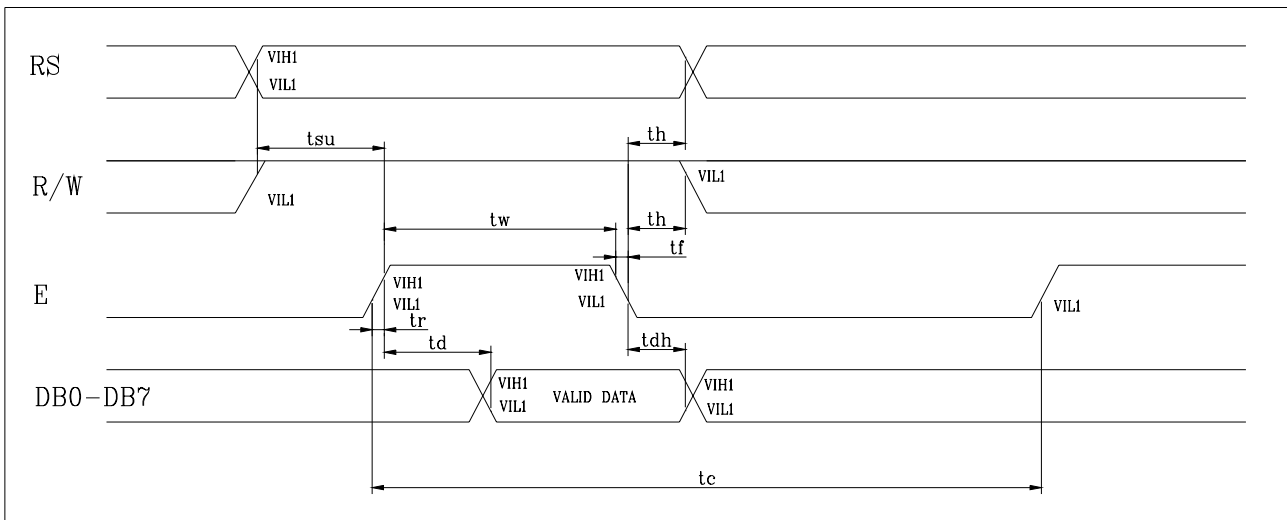 RS
VIH1
VIL1
tsu
th
R/W
VIL1
VIL1
tw
th
tf
E
VIH1
VIL1
VIH1
VIL1
VIL1
tr
td
tdh
DB0-DB7
VIH1
VIL1
VALID DATA
VIH1
VIL1
tc